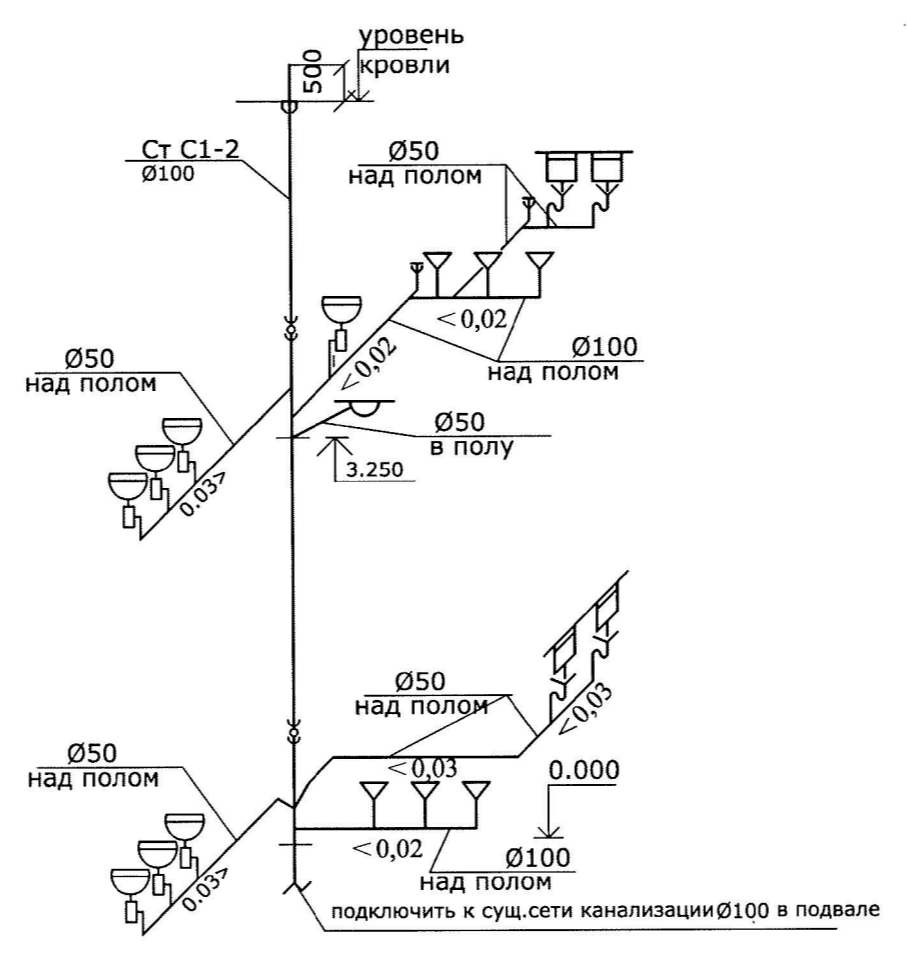 уровень
кровли
500
Ст С1-2
Ø100
Ø50
над полом
<0,02
<0,02
Ø100
над полом
Ø50
над полом
Ø50
в полу
3.250
0.03>
Ø50
над полом
<0,03
<0,03
0.000
Ø50
над полом
<0,02
Ø100
над полом
0.03>
подключить к сущ.сети канализации Ø100 в подвале